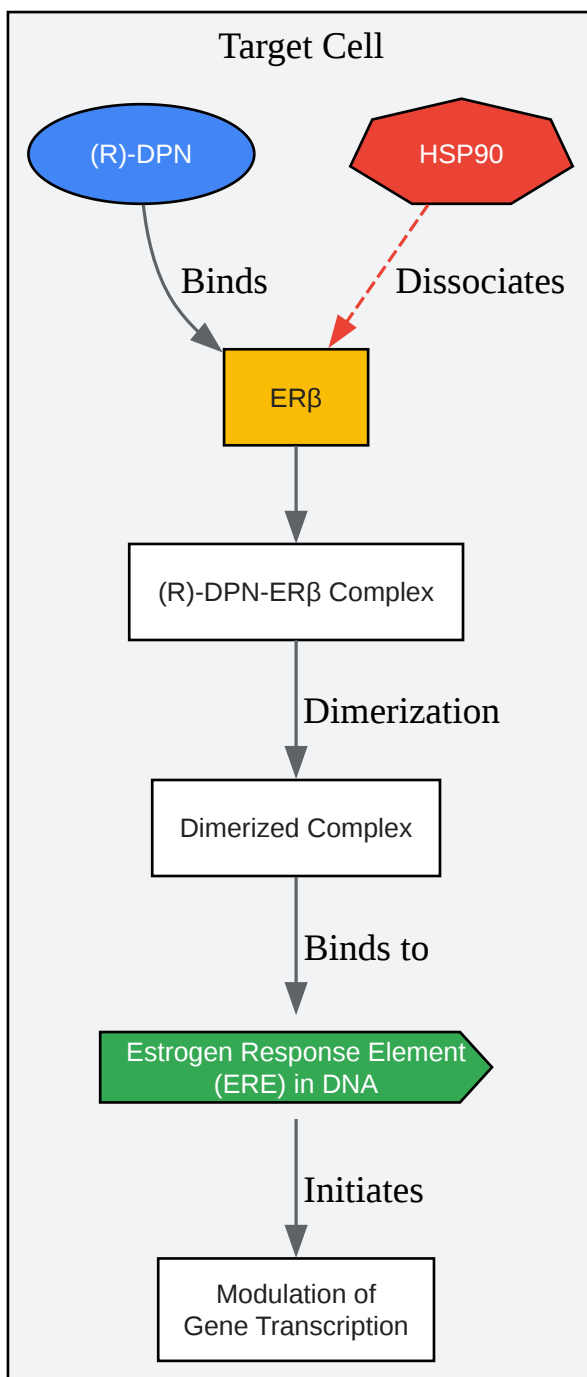 Target Cell
(R)-DPN
HSP90
Binds
Dissociates
ERβ
(R)-DPN-ERβ Complex
Dimerization
Dimerized Complex
Binds to
Estrogen Response Element
(ERE) in DNA
Initiates
Modulation of
Gene Transcription